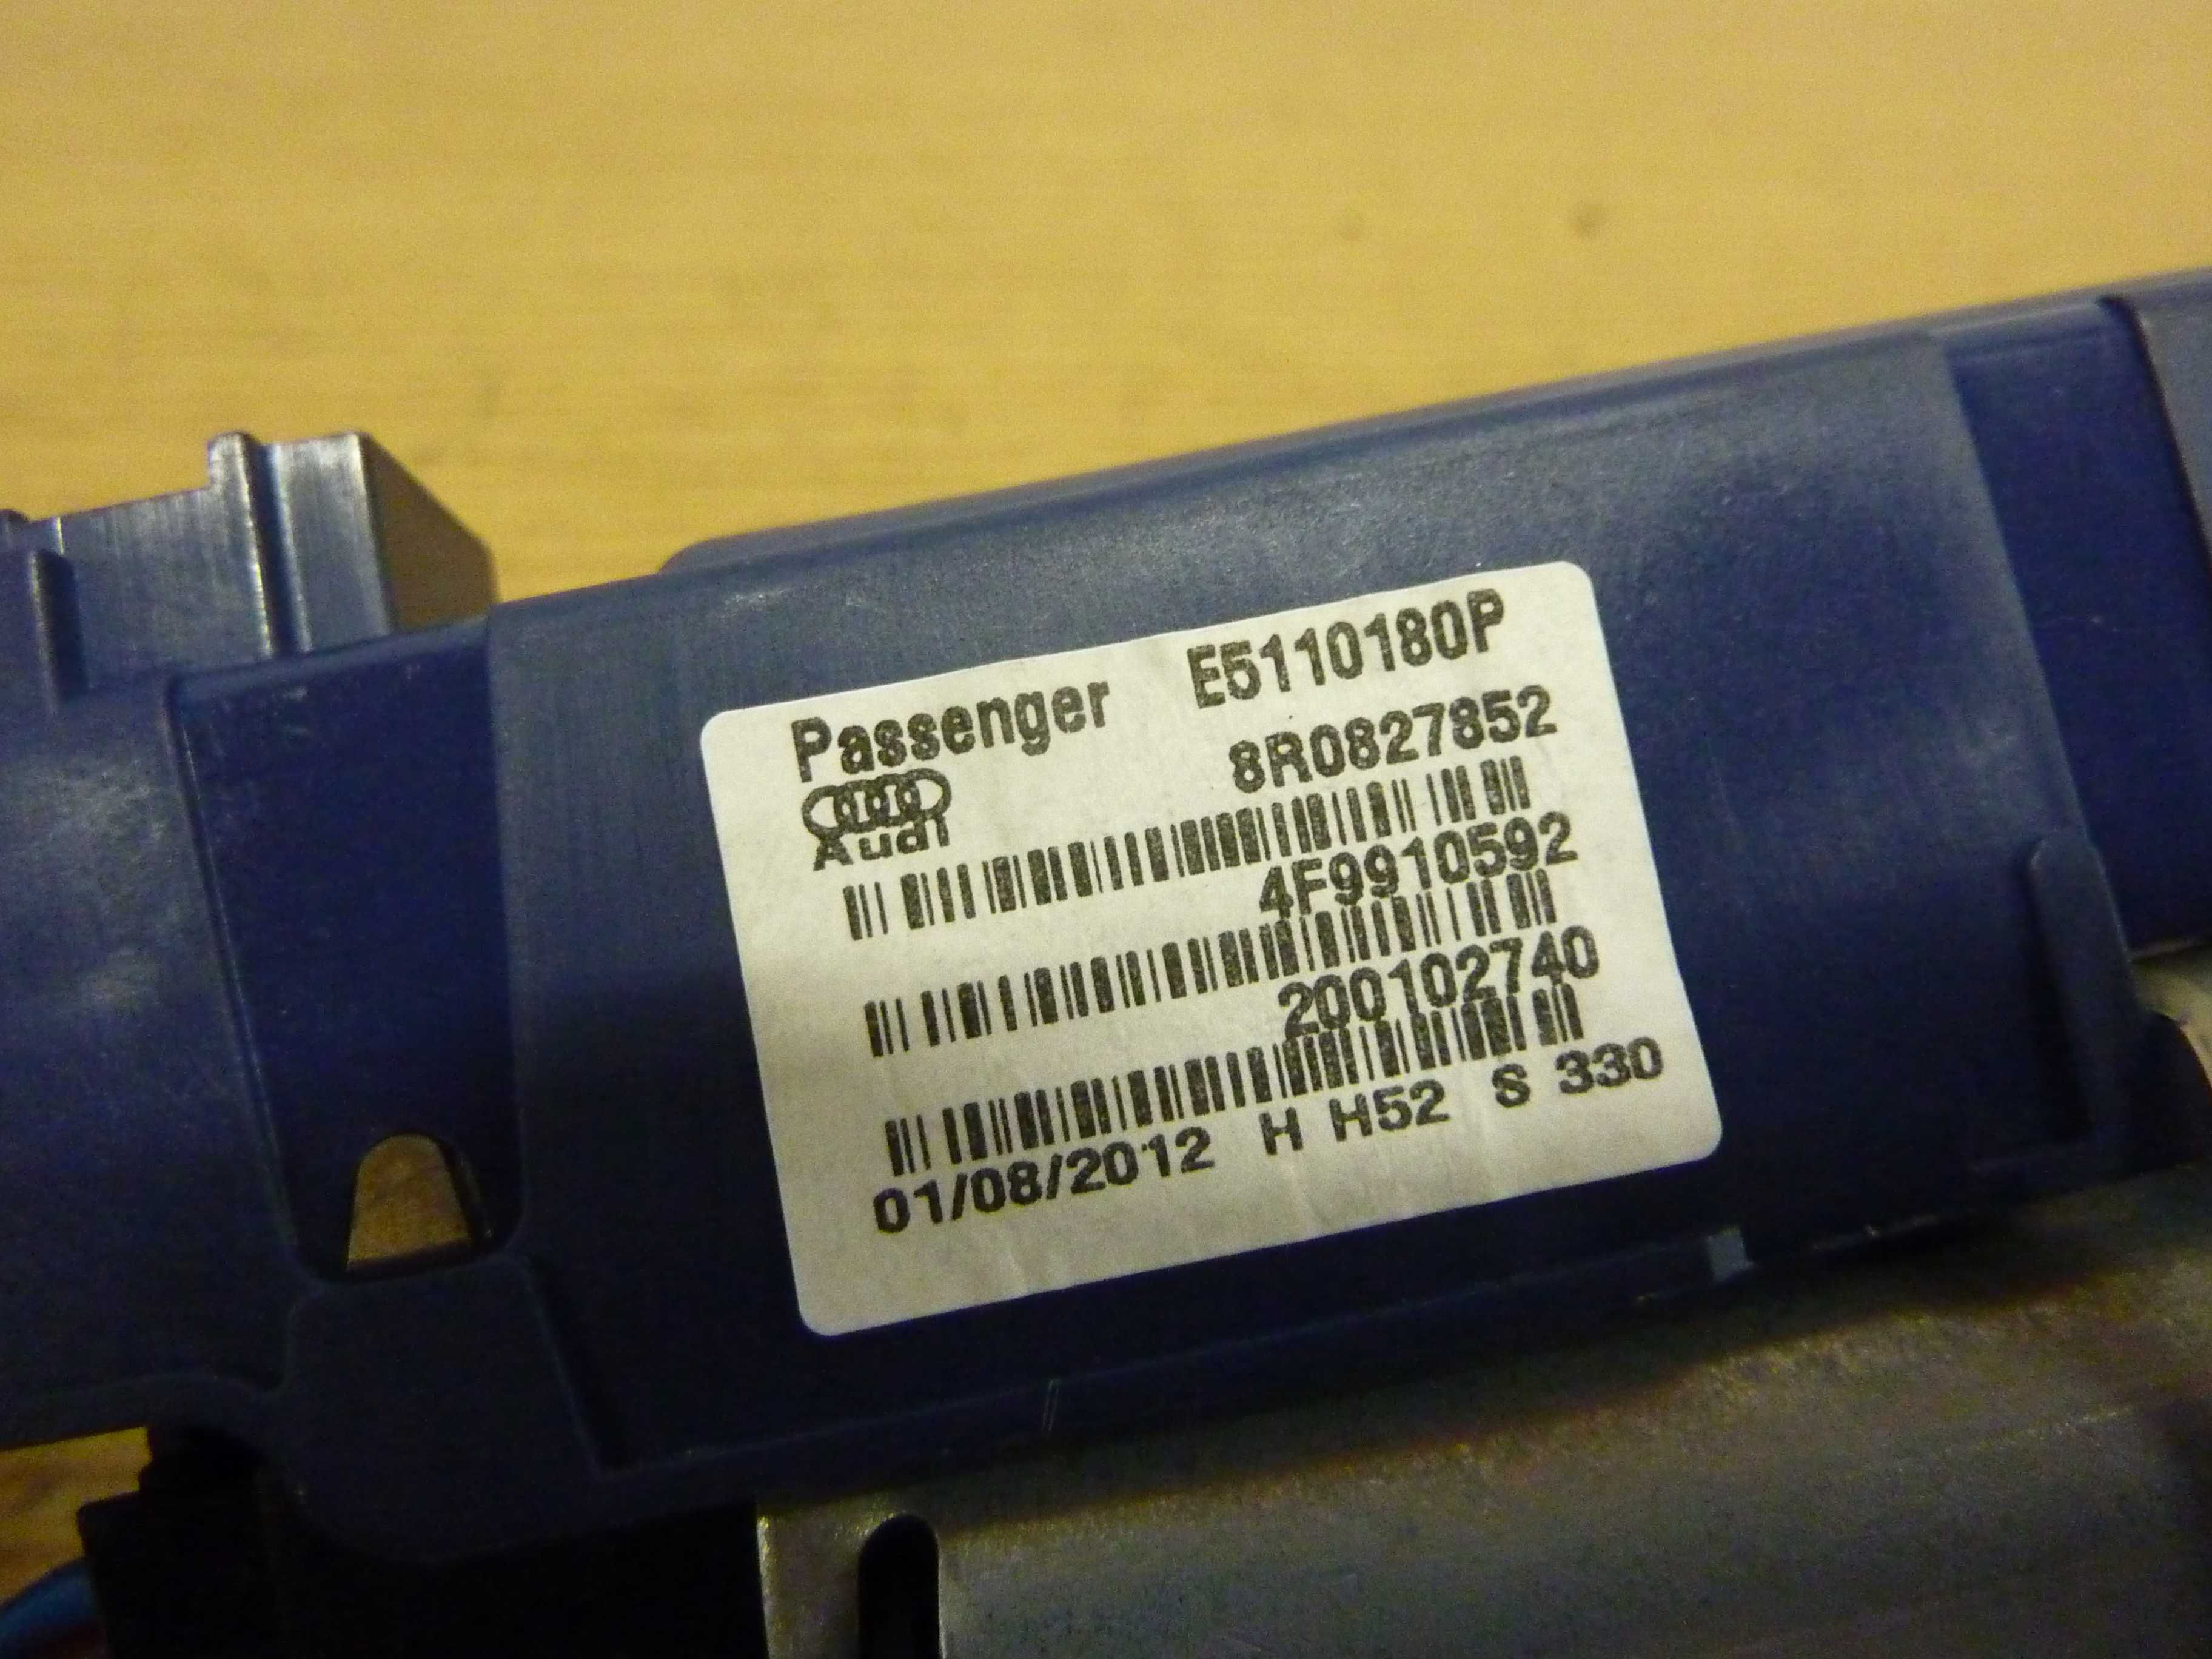 Passenger E5110180P
8R0827852
Audi
4F9910592
200102740
01/08/2012 H H52 S 330